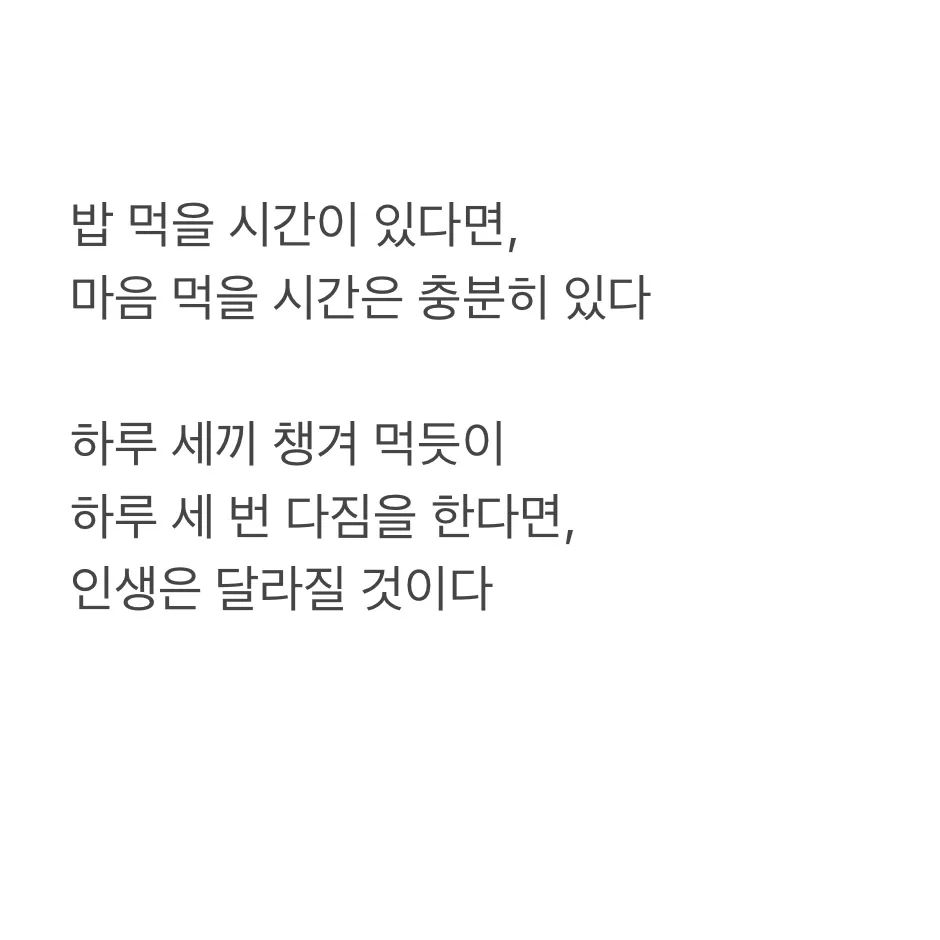 밥 먹을 시간이 있다면,
마음 먹을 시간은 충분히 있다
하루 세끼 챙겨 먹듯이
하루 세 번 다짐을 한다면,
인생은 달라질 것이다